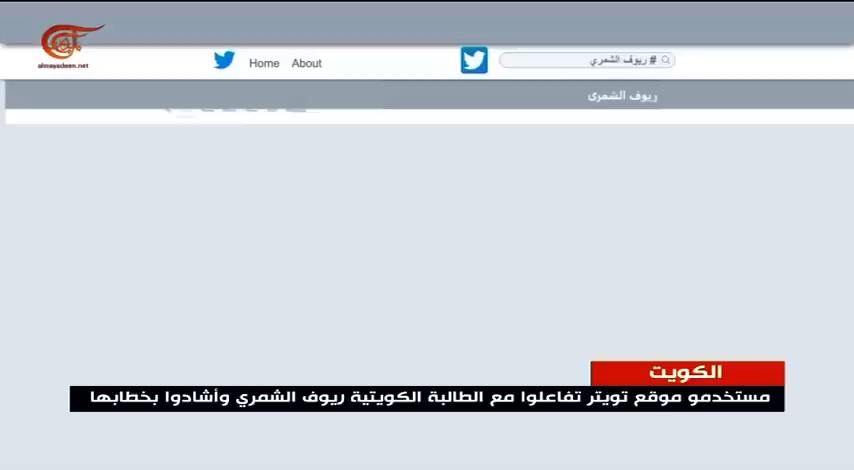 almayadeen.net
Home About
# ريوف الشمري
ريوف الشمري
الكويت
مستخدمو موقع تويتر تفاعلوا مع الطالبة الكويتية ريوف الشمري وأشادوا بخطابها